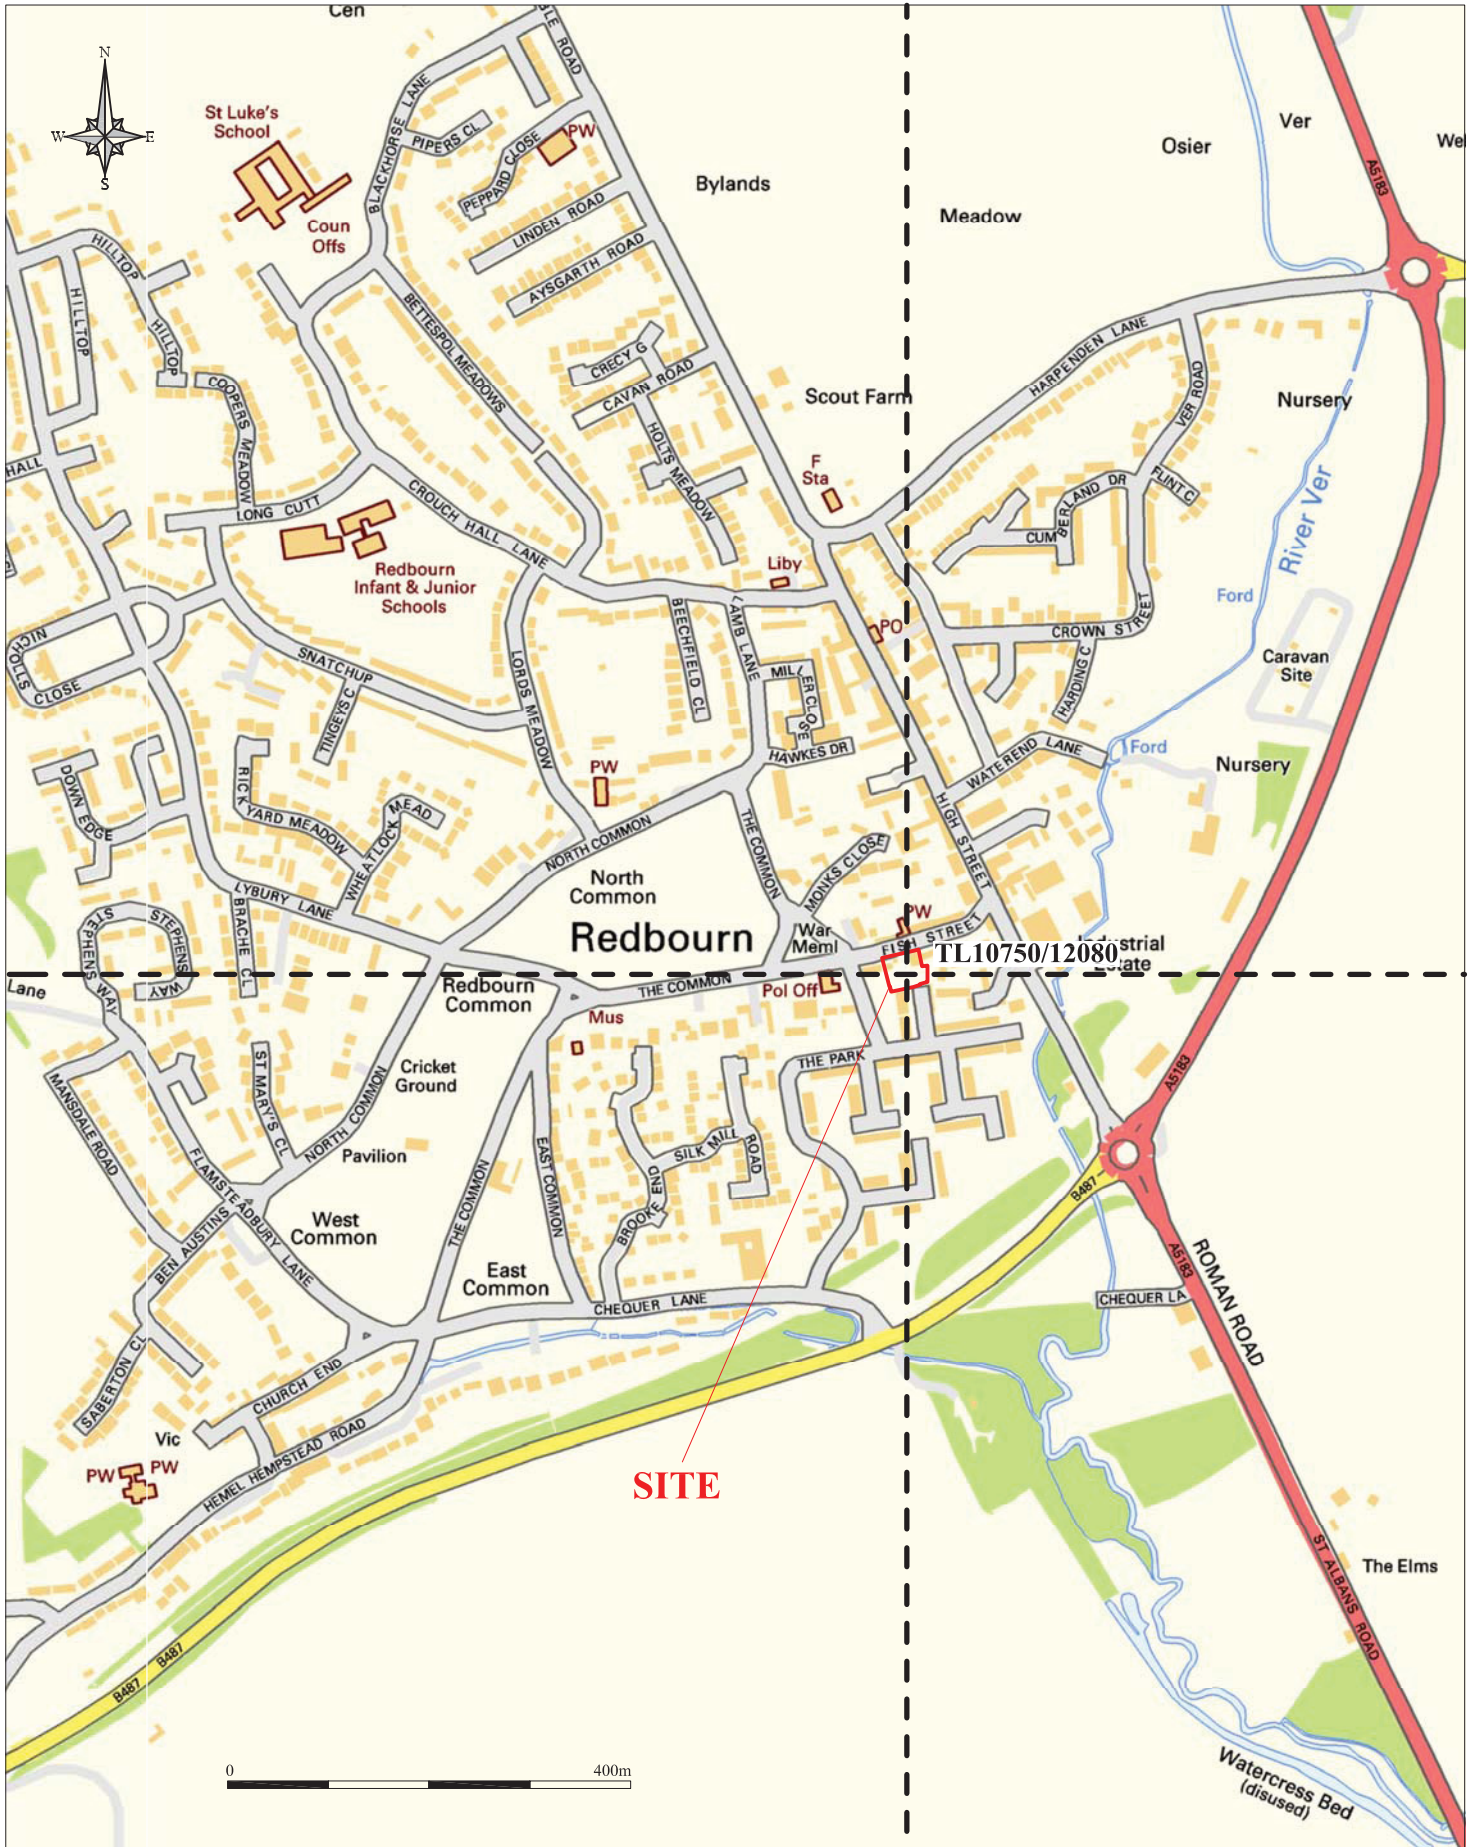 Cen
BLE ROAD
N
W
E
S
St Luke's
School
Coun
Offs
BLACKHORSE LANE
PIPERS CL
PEPPARD CLOSE
PW
LINDEN ROAD
AYSGARTH ROAD
Bylands
Osier
Ver
Meadow
A5183
HILLTOP
HILLTOP
HILLTOP
COOPERS MEADOW
BETTESPOL MEADOWS
CRECY G
CAVAN ROAD
HOLTS MEADOW
Scout Farm
HARPENDEN LANE
VER ROAD
Nursery
HALL
LONG CUTT
CROUCH HALL LANE
F
Sta
CUMBERLAND DR
FLINT C
River Ver
Redbourn
Infant & Junior
Schools
Liby
PO
Ford
CROWN STREET
HARDING C
Caravan
Site
NICHOLLS
CLOSE
SNATCHUP
TINGEYS C
LORDS MEADOW
BEECHFIELD CL
LAMB LANE
MILLER CLOSE
HAWKES DR
WATEREND LANE
Ford
Nursery
DOWN EDGE
RICKYARD MEADOW
WHEATLOCK MEAD
PW
NORTH COMMON
THE COMMON
MONKS CLOSE
HIGH STREET
LYBURY LANE
BRACHE CL
North
Common
Redbourn
War
Meml
PW
FISH STREET
Industrial
Estate
TL10750/12080
STEPHENS WAY
STEPHENS
WAY
Lane
Redbourn
Common
THE COMMON
Pol Off
Mus
THE PARK
Cricket
Ground
MANSDALE ROAD
ST MARY'S CL
NORTH COMMON
Pavilion
FLAMSTEADBURY LANE
BEN AUSTINS
West
Common
THE COMMON
EAST COMMON
SILK MILL
ROAD
BROOKE END
East
Common
CHEQUER LANE
B487
A5183
A5183
ROMAN ROAD
CHEQUER LA
SABERTON CL
CHURCH END
HEMEL HEMPSTEAD ROAD
Vic
PW
PW
SITE
The Elms
ST ALBANS ROAD
B487
B487
0
400m
Watercress Bed
(disused)